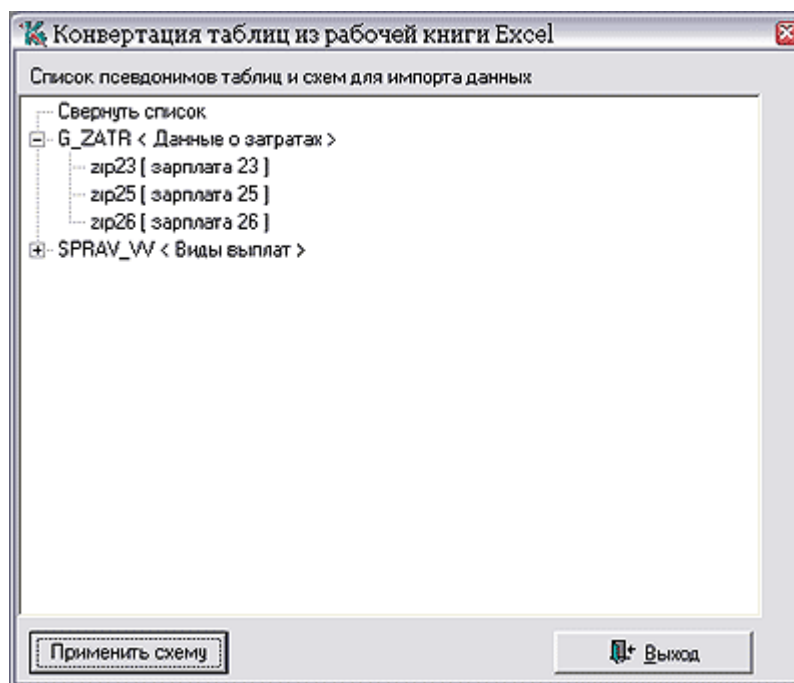 Конвертация таблиц из рабочей книги Excel
Список псевдонимов таблиц и схем для импорта данных
Свернуть список
G_ZATR < Данные о затратах >
zip23 [ зарплата 23 ]
zip25 [ зарплата 25 ]
zip26 [ зарплата 26 ]
SPRAV_VV < Виды выплат >
Применить схему
Выход